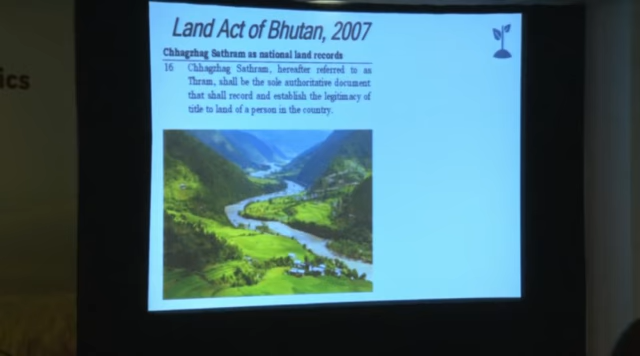 ics
Land Act of Bhutan, 2007
Chhagzhag Sathram as national land records
16 Chhagzhag Sathram, hereafter referred to as
Thram, shall be the sole authoritative document
that shall record and establish the legitimacy of
title to land of a person in the country.